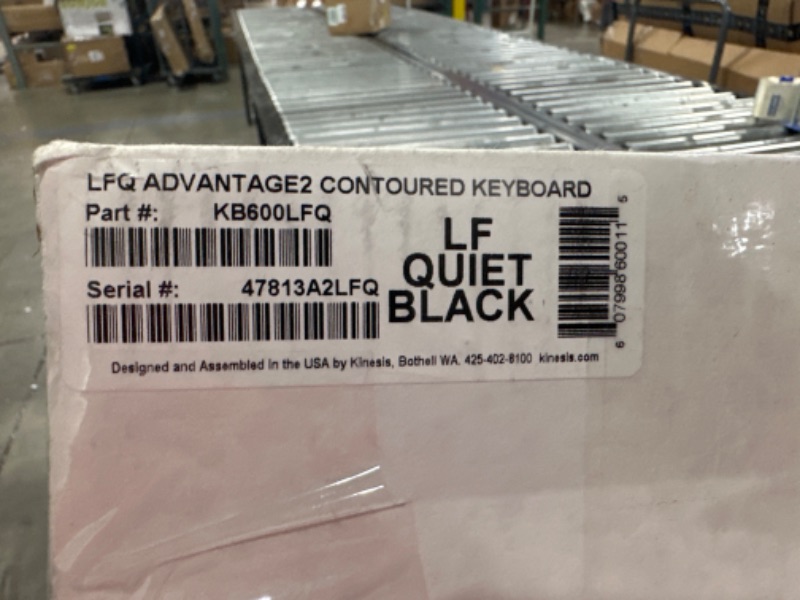 LFQ ADVANTAGE2 CONTOURED KEYBOARD
Part #: KB600LFQ
Serial #: 47813A2LFQ
LF
QUIET
BLACK
6 07998 60011 5
Designed and Assembled in the USA by Kinesis, Bothell WA. 425-402-8100 kinesis.com